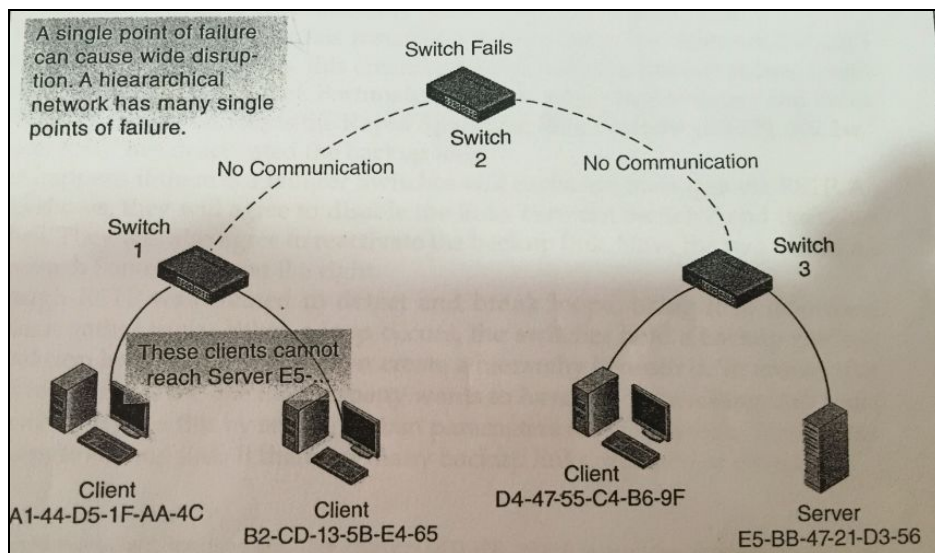 A single point of failure
can cause wide disrup-
tion. A hieararchical
network has many single
points of failure.
Switch Fails
Switch
2
No Communication
No Communication
Switch
1
Switch
3
These clients cannot
reach Server E5-...
Client
A1-44-D5-1F-AA-4C
Client
B2-CD-13-5B-E4-65
Client
D4-47-55-C4-B6-9F
Server
E5-BB-47-21-D3-56